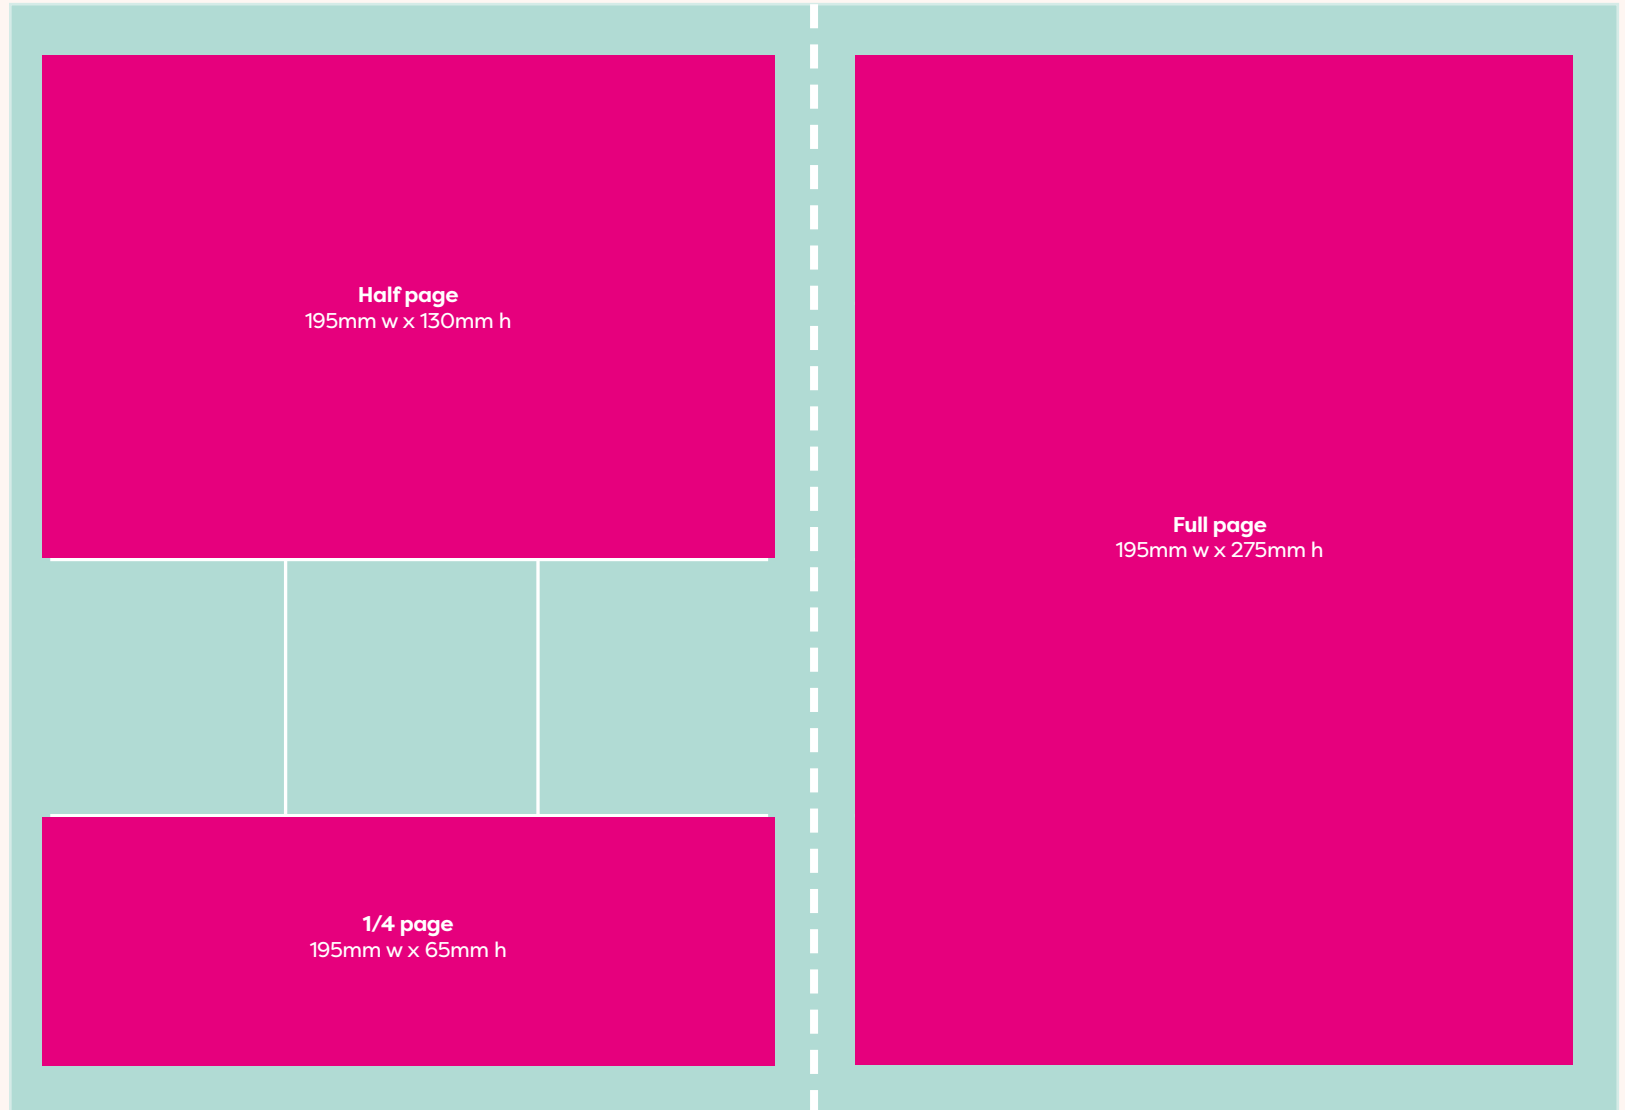 Half page
195mm w x 130mm h
1/4 page
195mm w x 65mm h
Full page
195mm w x 275mm h